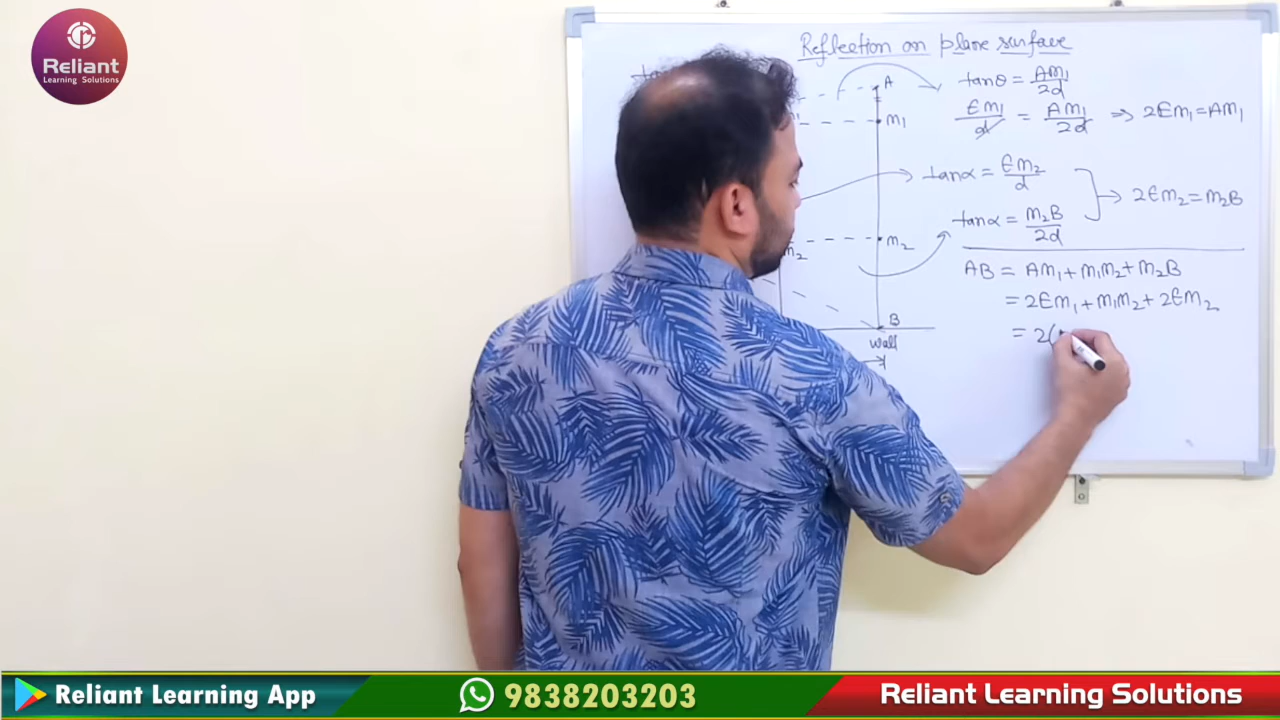 Reliant
Learning Solutions
Reflection on plane surface
A
m1
m2
m2
B
wall
tanθ = Am1/2d
Em1/d = Am1/2d ⇒ 2Em1 = Am1
tanα = Em2/d
tanα = m2B/2d
2Em2 = m2B
AB = Am1 + m1m2 + m2B
= 2Em1 + m1m2 + 2Em2
= 2(
Reliant Learning App
9838203203
Reliant Learning Solutions